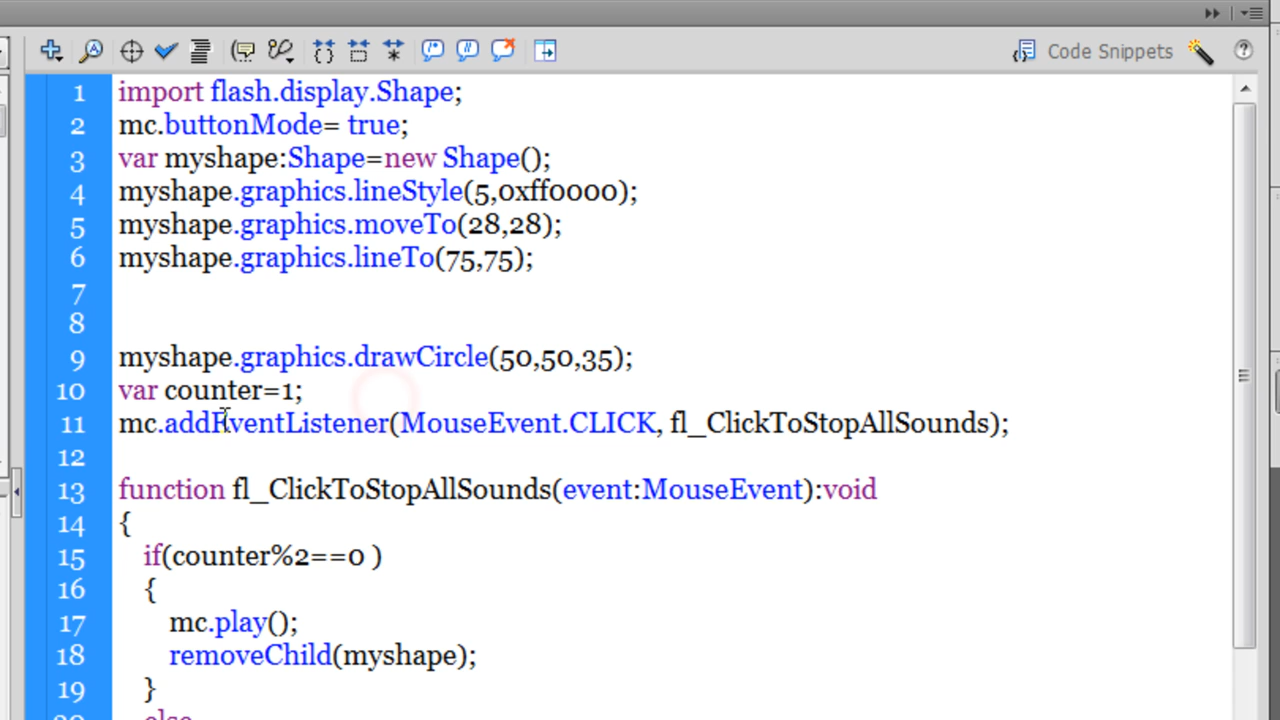 Code Snippets
1 import flash.display.Shape;
2 mc.buttonMode= true;
3 var myshape:Shape=new Shape();
4 myshape.graphics.lineStyle(5,0xff0000);
5 myshape.graphics.moveTo(28,28);
6 myshape.graphics.lineTo(75,75);
7
8
9 myshape.graphics.drawCircle(50,50,35);
10 var counter=1;
11 mc.addEventListener(MouseEvent.CLICK, fl_ClickToStopAllSounds);
12
13 function fl_ClickToStopAllSounds(event:MouseEvent):void
14 {
15 if(counter%2==0 )
16 {
17 mc.play();
18 removeChild(myshape);
19 }
20 else